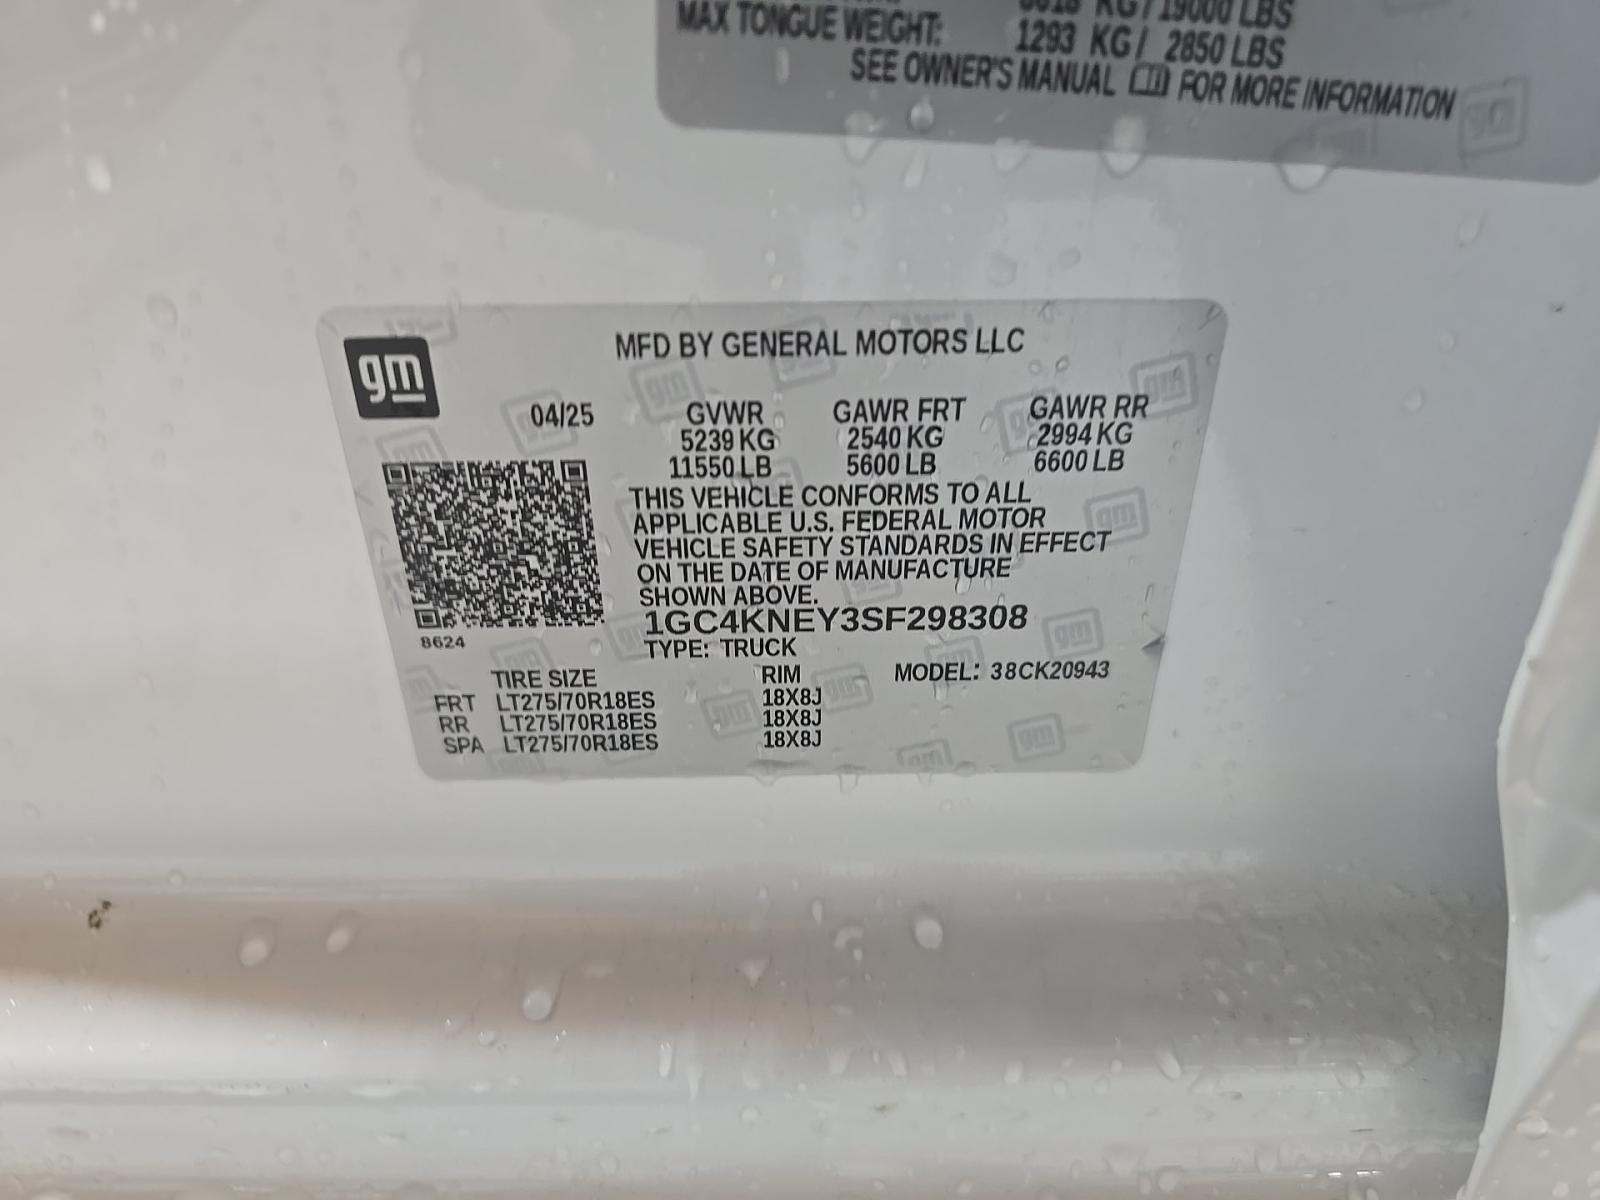 KG / 19000 LBS
MAX TONGUE WEIGHT: 1293 KG / 2850 LBS
SEE OWNER'S MANUAL FOR MORE INFORMATION
gm
MFD BY GENERAL MOTORS LLC
04/25 GVWR GAWR FRT GAWR RR
5239 KG 2540 KG 2994 KG
11550 LB 5600 LB 6600 LB
THIS VEHICLE CONFORMS TO ALL
APPLICABLE U.S. FEDERAL MOTOR
VEHICLE SAFETY STANDARDS IN EFFECT
ON THE DATE OF MANUFACTURE
SHOWN ABOVE.
1GC4KNEY3SF298308
8624
TYPE: TRUCK
TIRE SIZE RIM MODEL: 38CK20943
FRT LT275/70R18ES 18X8J
RR LT275/70R18ES 18X8J
SPA LT275/70R18ES 18X8J